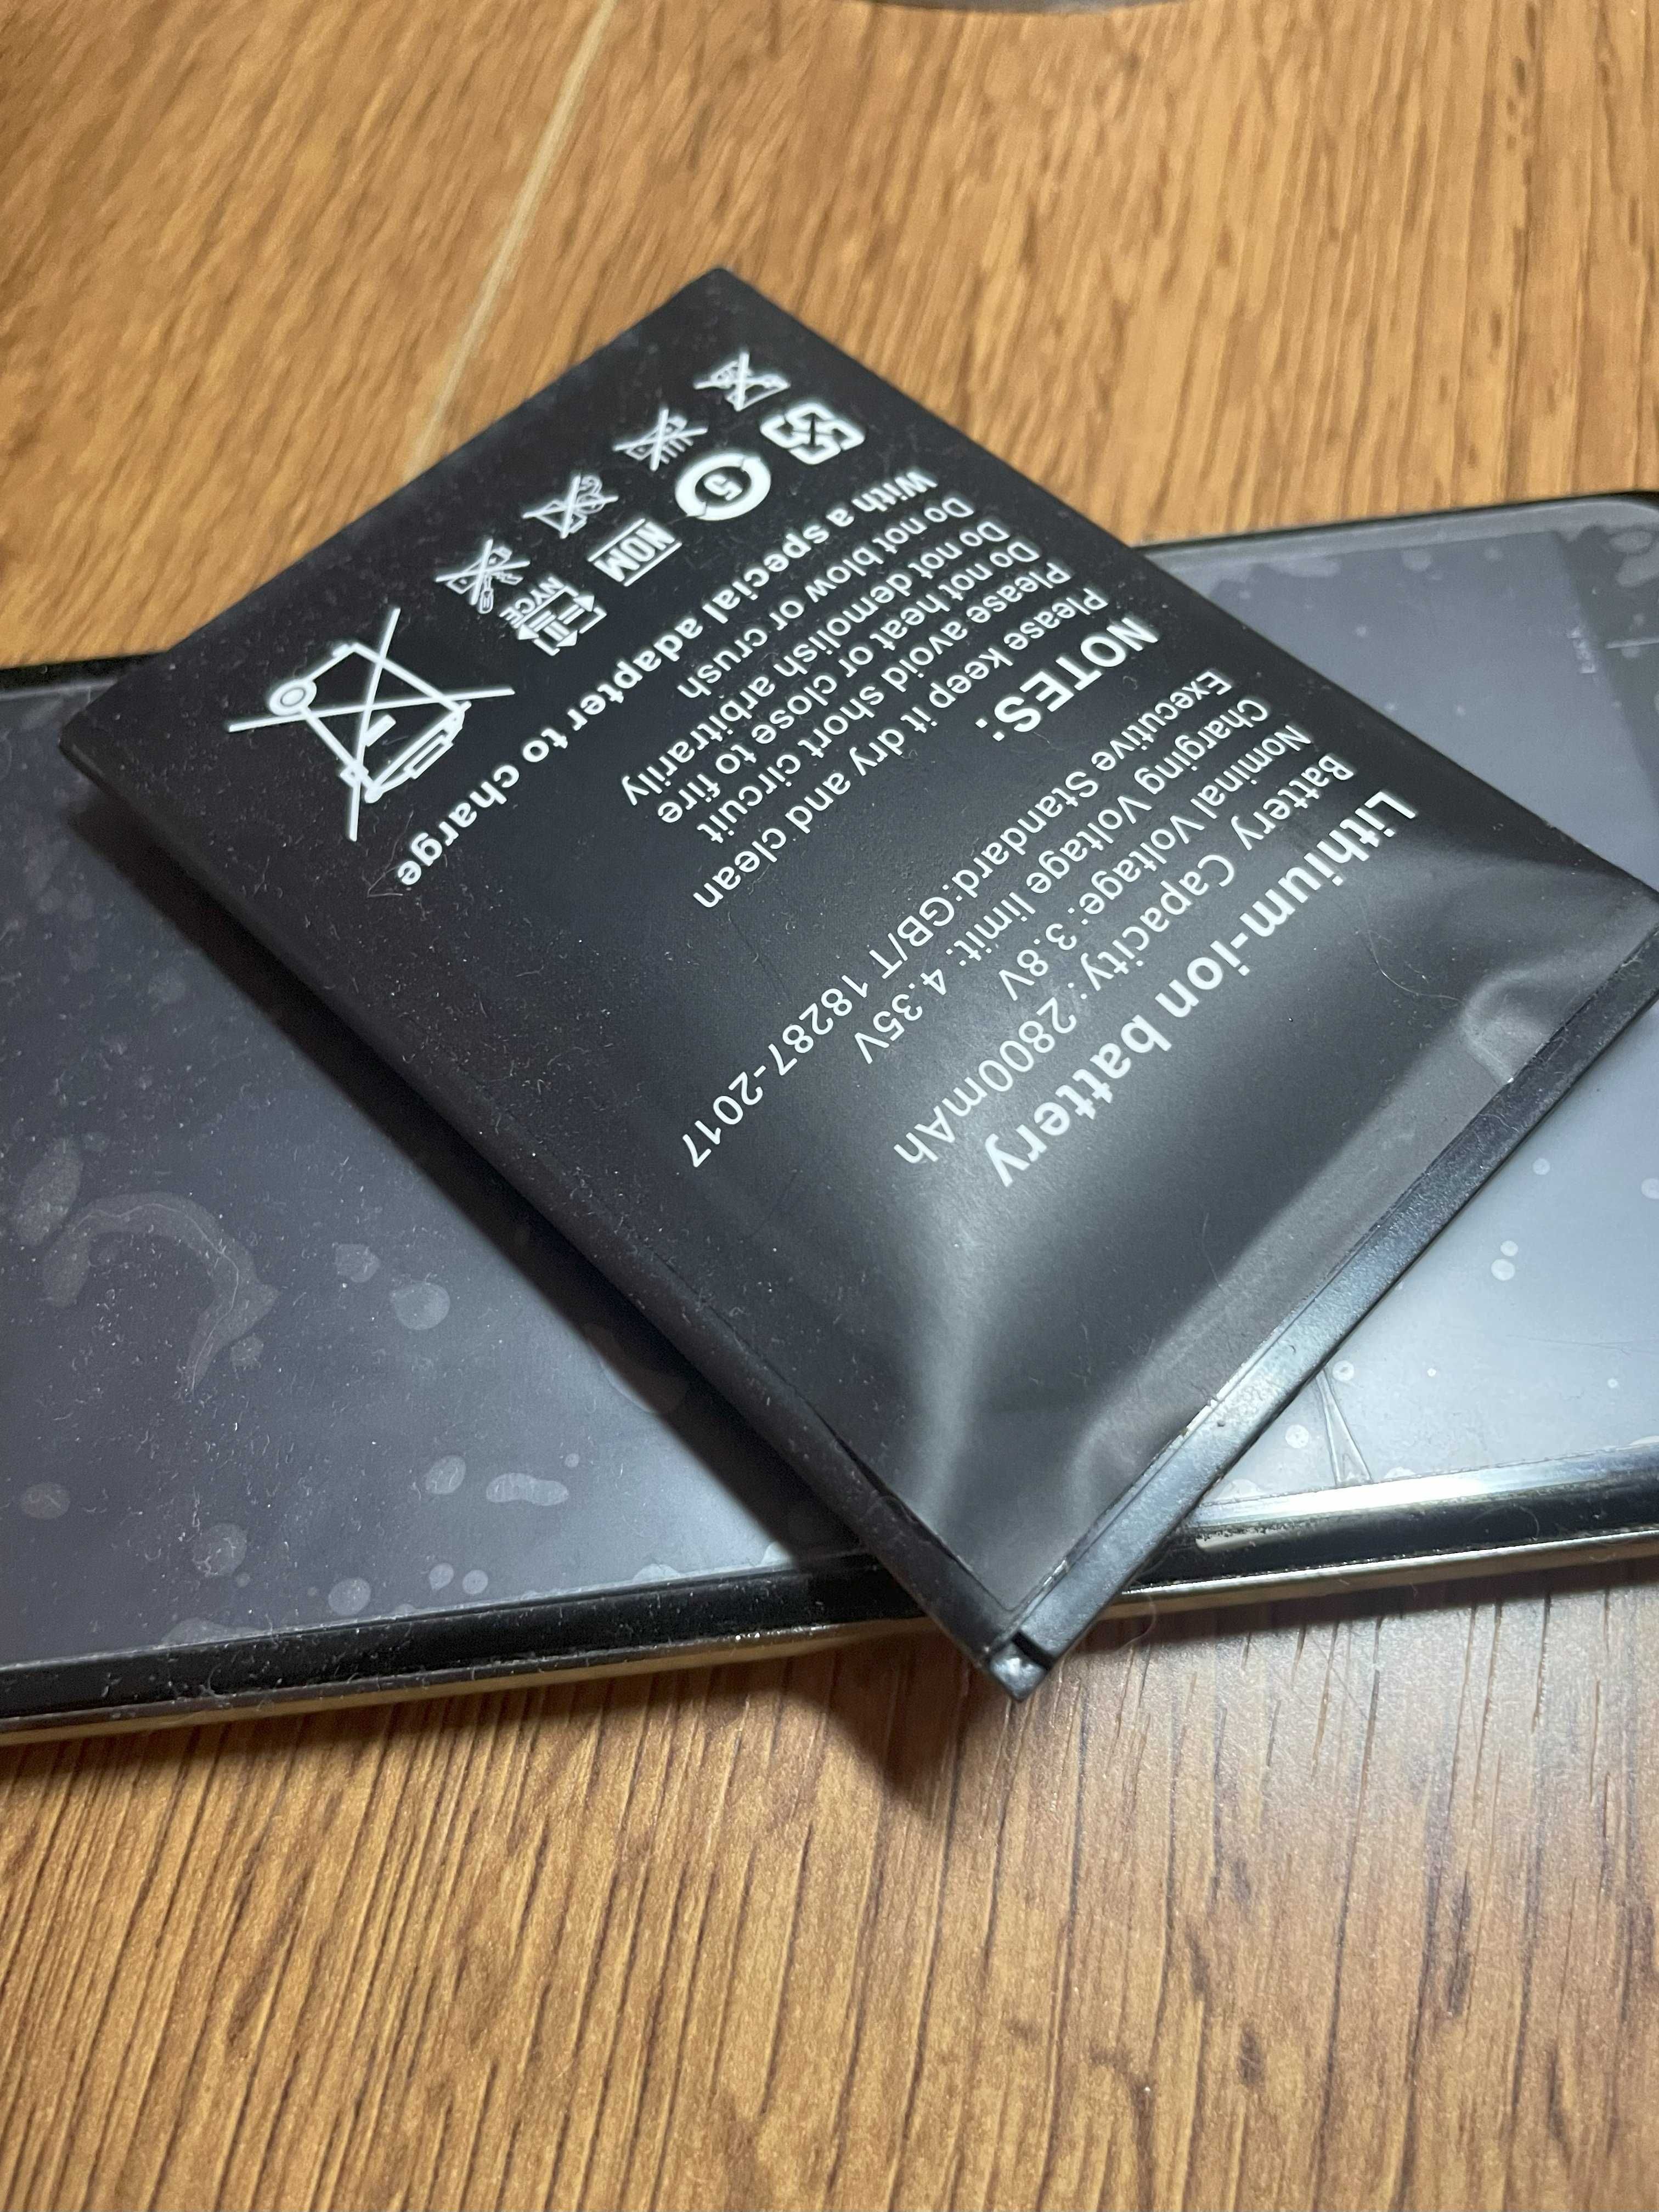 Lithium-ion battery
Battery Capacity: 2800mAh
Nominal Voltage: 3.8V
Charging Voltage limit: 4.35V
Executive Standard:GB/T 18287-2017
NOTES:
Please keep it dry and clean
Please avoid short circuit
Do not heat or close to fire
Do not demolish arbitrarily
Do not blow or crush
With a special adapter to charge
5
NOM
NYCE